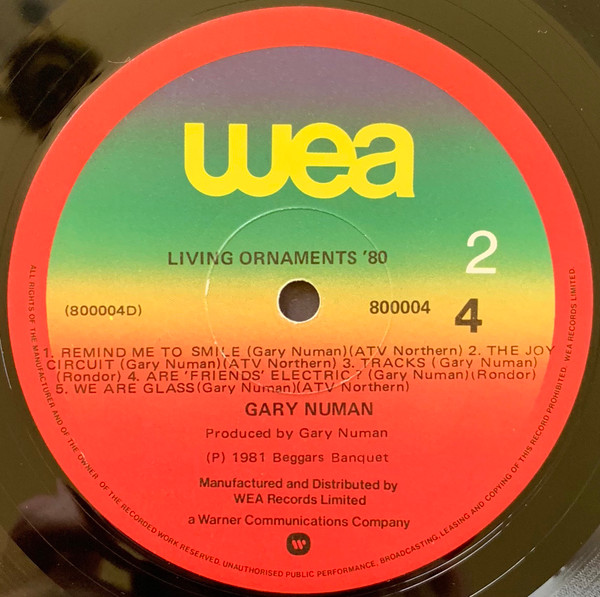 wea
LIVING ORNAMENTS '80
2
(800004D)
800004
4
1. REMIND ME TO SMILE (Gary Numan)(ATV Northern) 2. THE JOY
CIRCUIT (Gary Numan)(ATV Northern) 3. TRACKS (Gary Numan)
(Rondor) 4. ARE 'FRIENDS' ELECTRIC? (Gary Numan)(Rondor)
5. WE ARE GLASS(Gary Numan)(ATV Northern)
GARY NUMAN
Produced by Gary Numan
(P) 1981 Beggars Banquet
Manufactured and Distributed by
WEA Records Limited
a Warner Communications Company
ALL RIGHTS OF THE MANUFACTURER AND OF THE OWNER OF THE RECORDED WORK RESERVED. UNAUTHORISED PUBLIC PERFORMANCE, BROADCASTING, LEASING AND COPYING OF THIS RECORD PROHIBITED. WEA RECORDS LIMITED.